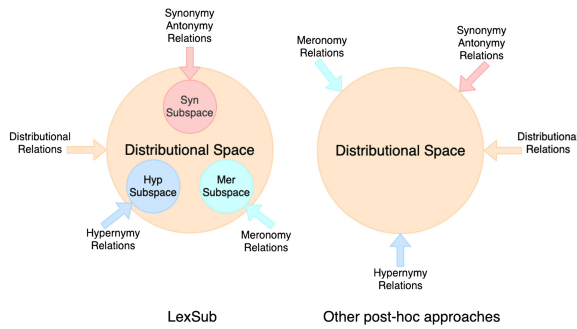 Synonymy
Antonymy
Relations
Syn
Subspace
Distributional
Relations
Distributional Space
Hyp
Subspace
Mer
Subspace
Hypernymy
Relations
Meronomy
Relations
LexSub
Meronomy
Relations
Synonymy
Antonymy
Relations
Distributional Space
Distributiona
Relations
Hypernymy
Relations
Other post-hoc approaches